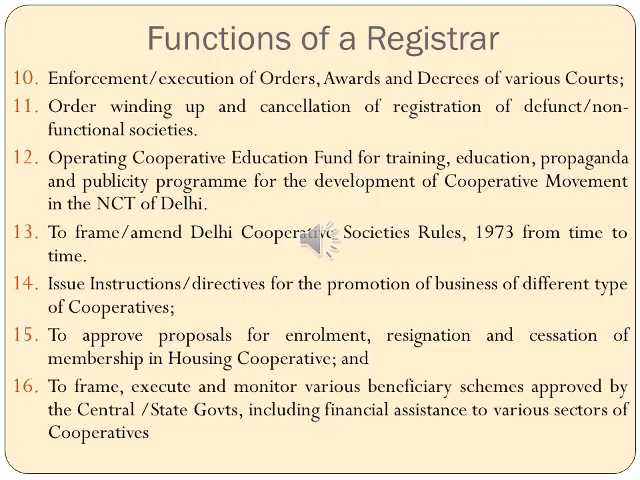 Functions of a Registrar
10. Enforcement/execution of Orders, Awards and Decrees of various Courts;
11. Order winding up and cancellation of registration of defunct/non-
functional societies.
12. Operating Cooperative Education Fund for training, education, propaganda
and publicity programme for the development of Cooperative Movement
in the NCT of Delhi.
13. To frame/amend Delhi Cooperative Societies Rules, 1973 from time to
time.
14. Issue Instructions/directives for the promotion of business of different type
of Cooperatives;
15. To approve proposals for enrolment, resignation and cessation of
membership in Housing Cooperative; and
16. To frame, execute and monitor various beneficiary schemes approved by
the Central /State Govts, including financial assistance to various sectors of
Cooperatives